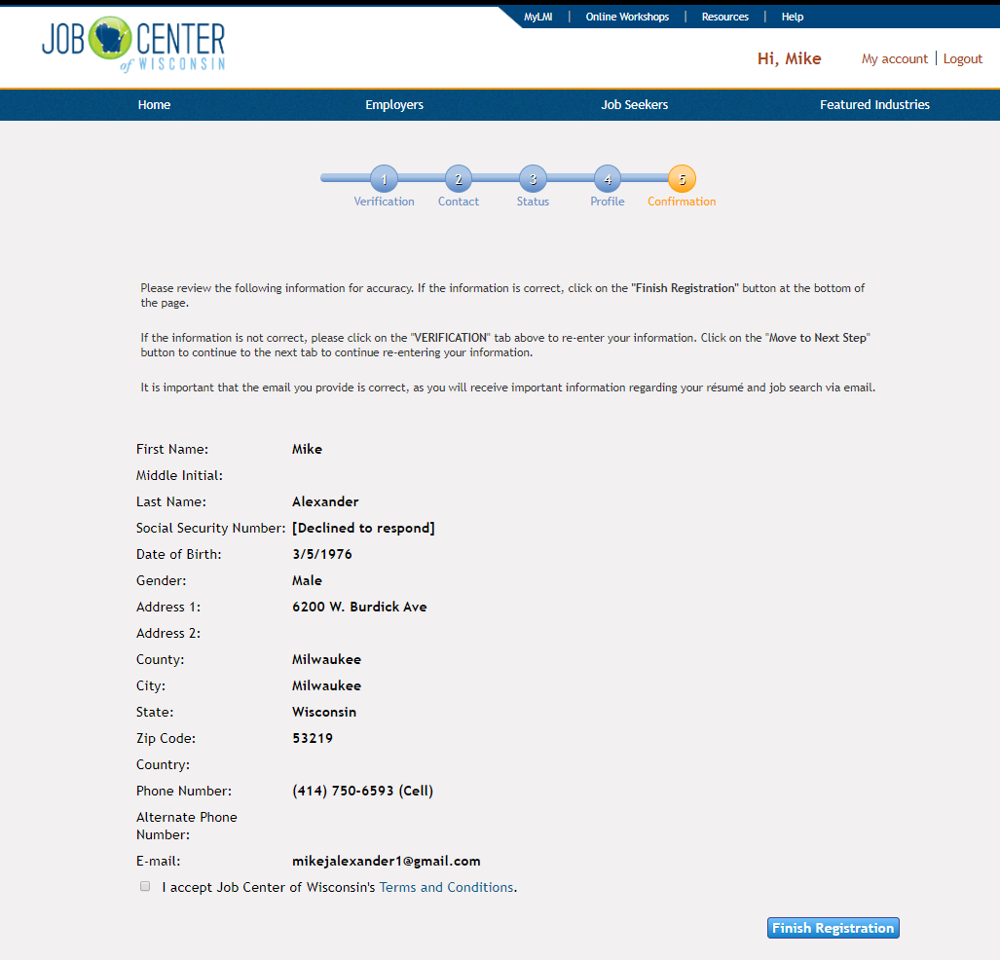 MyLMI | Online Workshops | Resources | Help
JOB CENTER
of WISCONSIN
Hi, Mike My account | Logout
Home Employers Job Seekers Featured Industries
1 2 3 4 5
Verification Contact Status Profile Confirmation
Please review the following information for accuracy. If the information is correct, click on the "Finish Registration" button at the bottom of
the page.
If the information is not correct, please click on the "VERIFICATION" tab above to re-enter your information. Click on the "Move to Next Step"
button to continue to the next tab to continue re-entering your information.
It is important that the email you provide is correct, as you will receive important information regarding your résumé and job search via email.
First Name: Mike
Middle Initial:
Last Name: Alexander
Social Security Number: [Declined to respond]
Date of Birth: 3/5/1976
Gender: Male
Address 1: 6200 W. Burdick Ave
Address 2:
County: Milwaukee
City: Milwaukee
State: Wisconsin
Zip Code: 53219
Country:
Phone Number: (414) 750-6593 (Cell)
Alternate Phone
Number:
E-mail: mikejalexander1@gmail.com
I accept Job Center of Wisconsin's Terms and Conditions.
Finish Registration